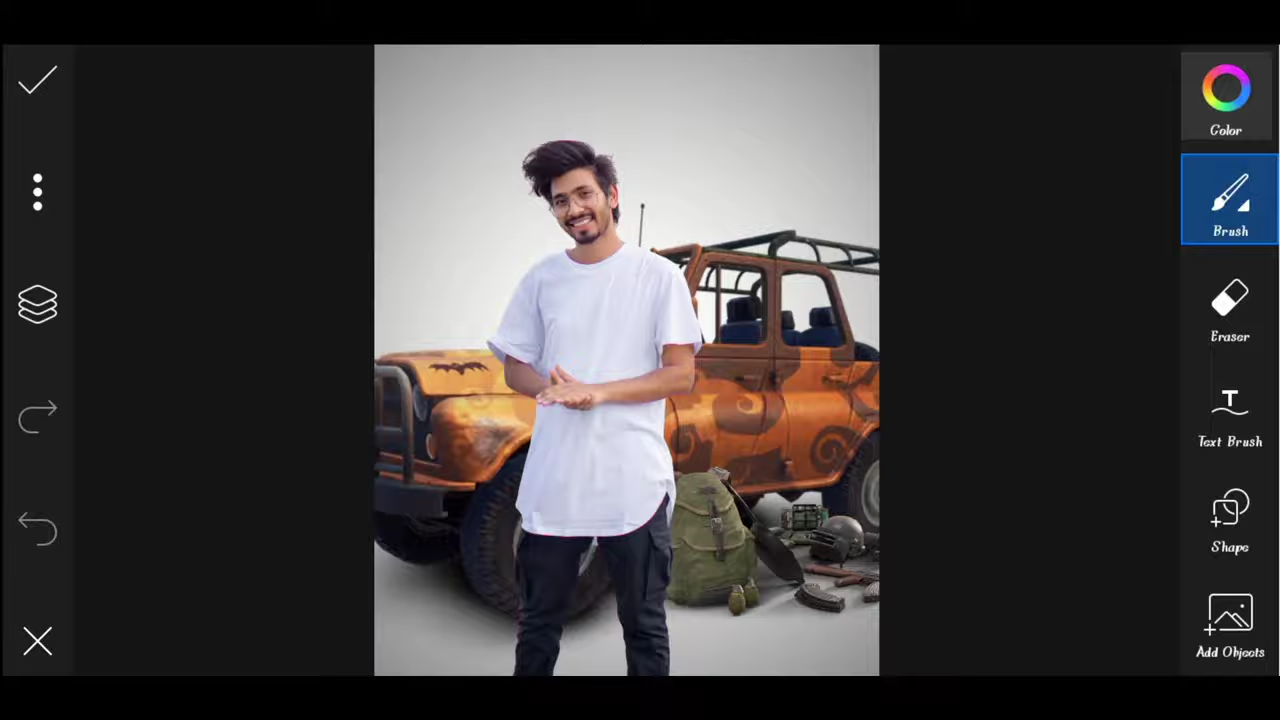 Color
Brush
Eraser
Text Brush
Shape
Add Objects